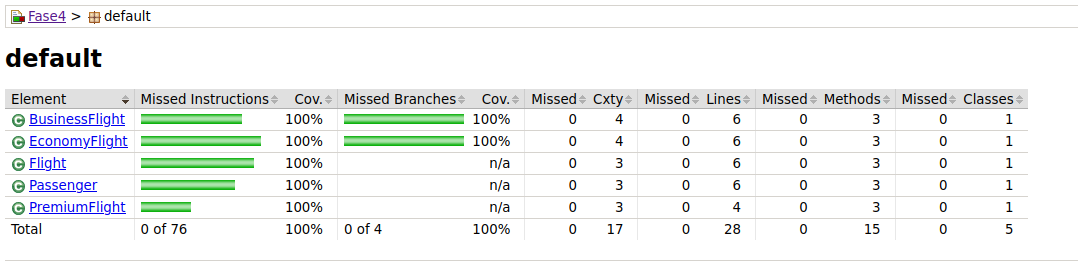 Fase4 > default
default
Element Missed Instructions Cov. Missed Branches Cov. Missed Cxty Missed Lines Missed Methods Missed Classes
BusinessFlight 100% 100% 0 4 0 6 0 3 0 1
EconomyFlight 100% 100% 0 4 0 6 0 3 0 1
Flight 100% n/a 0 3 0 6 0 3 0 1
Passenger 100% n/a 0 3 0 6 0 3 0 1
PremiumFlight 100% n/a 0 3 0 4 0 3 0 1
Total 0 of 76 100% 0 of 4 100% 0 17 0 28 0 15 0 5